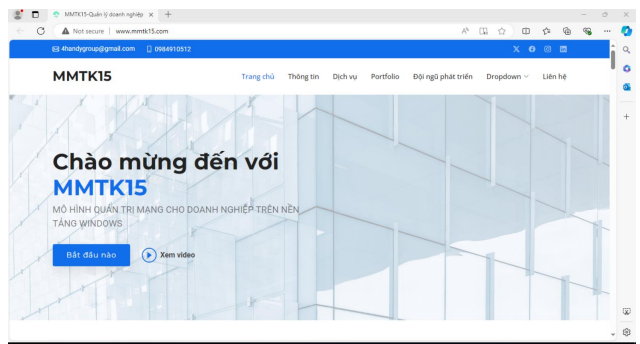 MMTK15-Quản lý doanh nghiệp
Not secure | www.mmtk15.com
4handygroup@gmail.com 0984910512
MMTK15
Trang chủ Thông tin Dịch vụ Portfolio Đội ngũ phát triển Dropdown Liên hệ
Chào mừng đến với
MMTK15
MÔ HÌNH QUẢN TRỊ MẠNG CHO DOANH NGHIỆP TRÊN NỀN
TẢNG WINDOWS
Bắt đầu nào Xem video